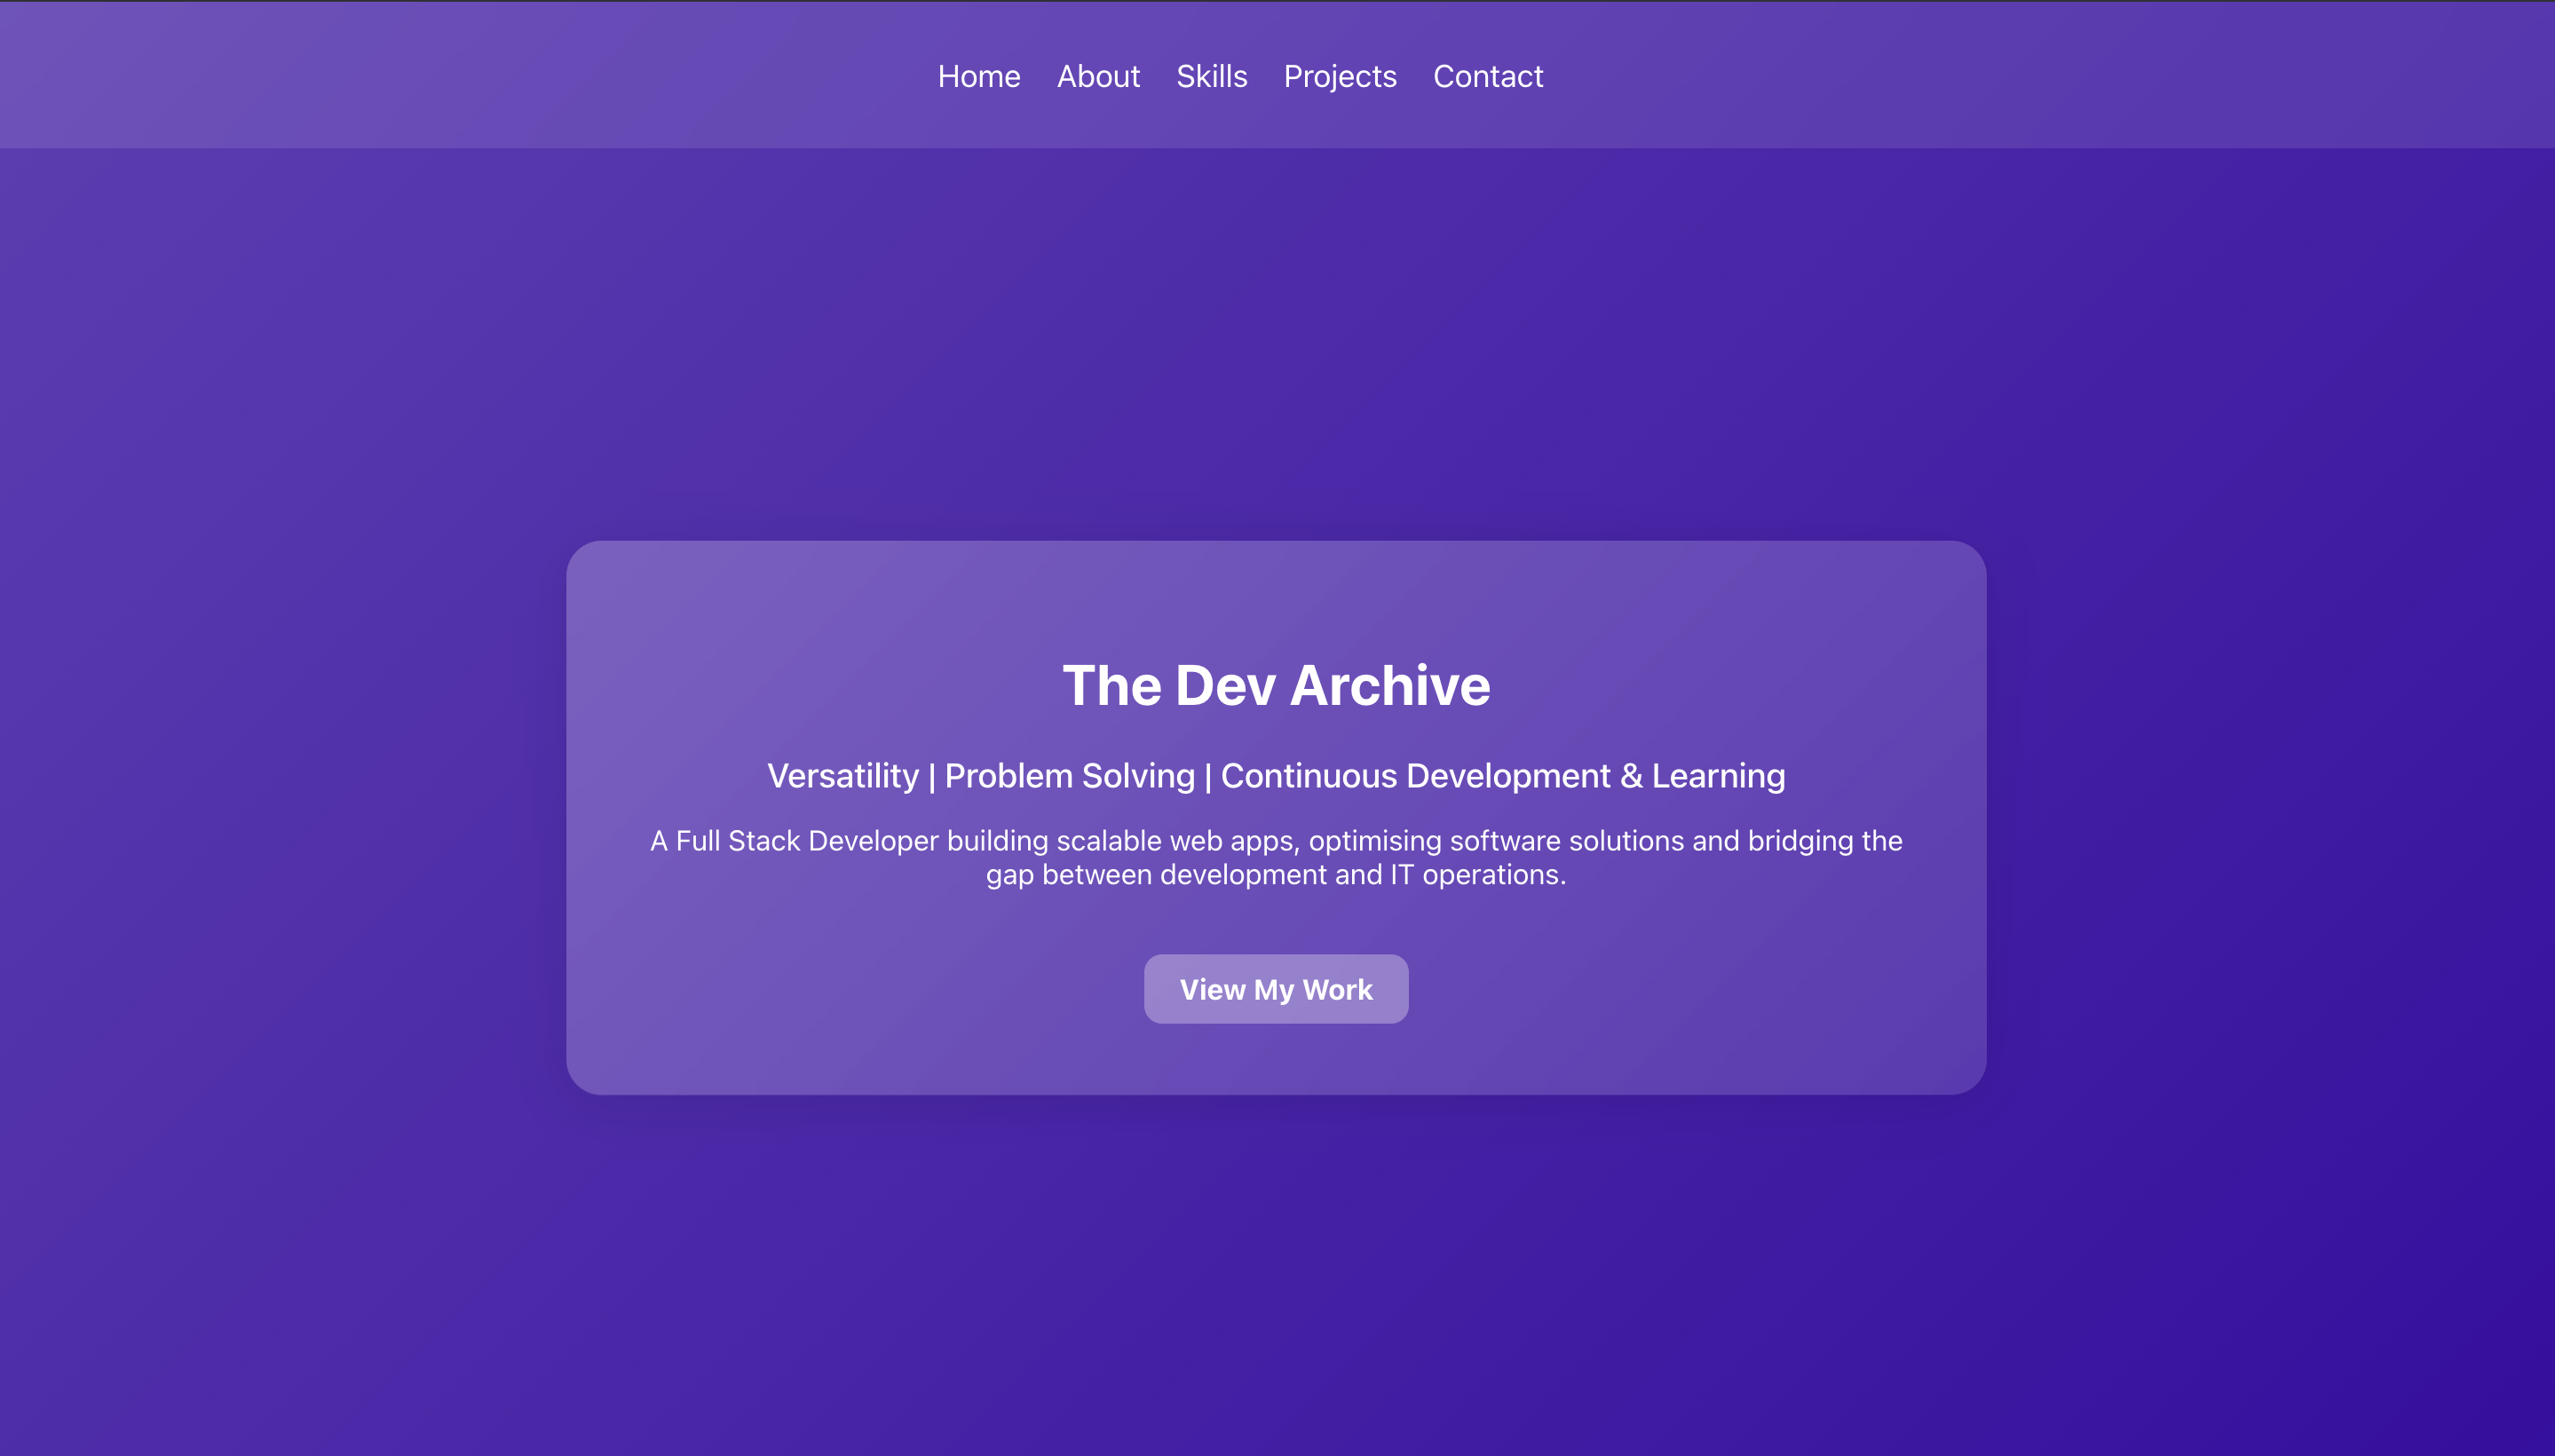 Home About Skills Projects Contact
The Dev Archive
Versatility | Problem Solving | Continuous Development & Learning
A Full Stack Developer building scalable web apps, optimising software solutions and bridging the
gap between development and IT operations.
View My Work